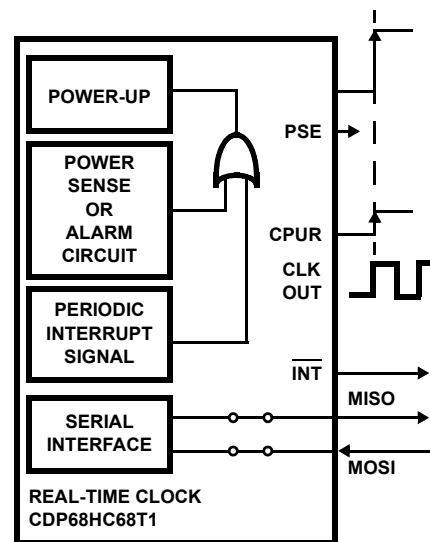 POWER-UP
POWER
SENSE
OR
ALARM
CIRCUIT
PERIODIC
INTERRUPT
SIGNAL
SERIAL
INTERFACE
REAL-TIME CLOCK
CDP68HC68T1
PSE
CPUR
CLK
OUT
INT
MISO
MOSI